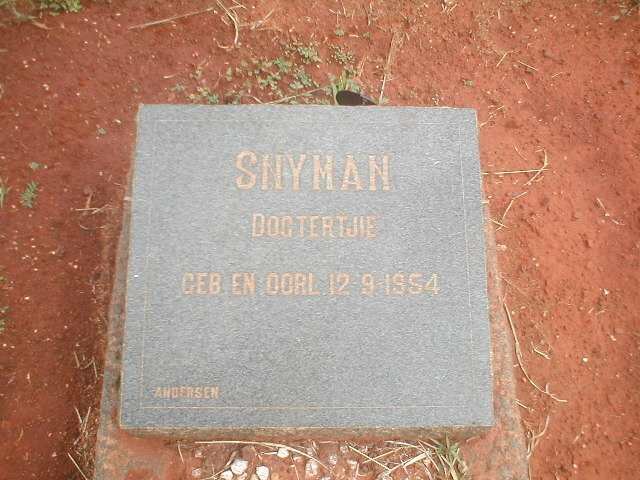 SNYMAN
DOGTERTJIE
GEB EN OORL 12-9-1954
ANDERSEN